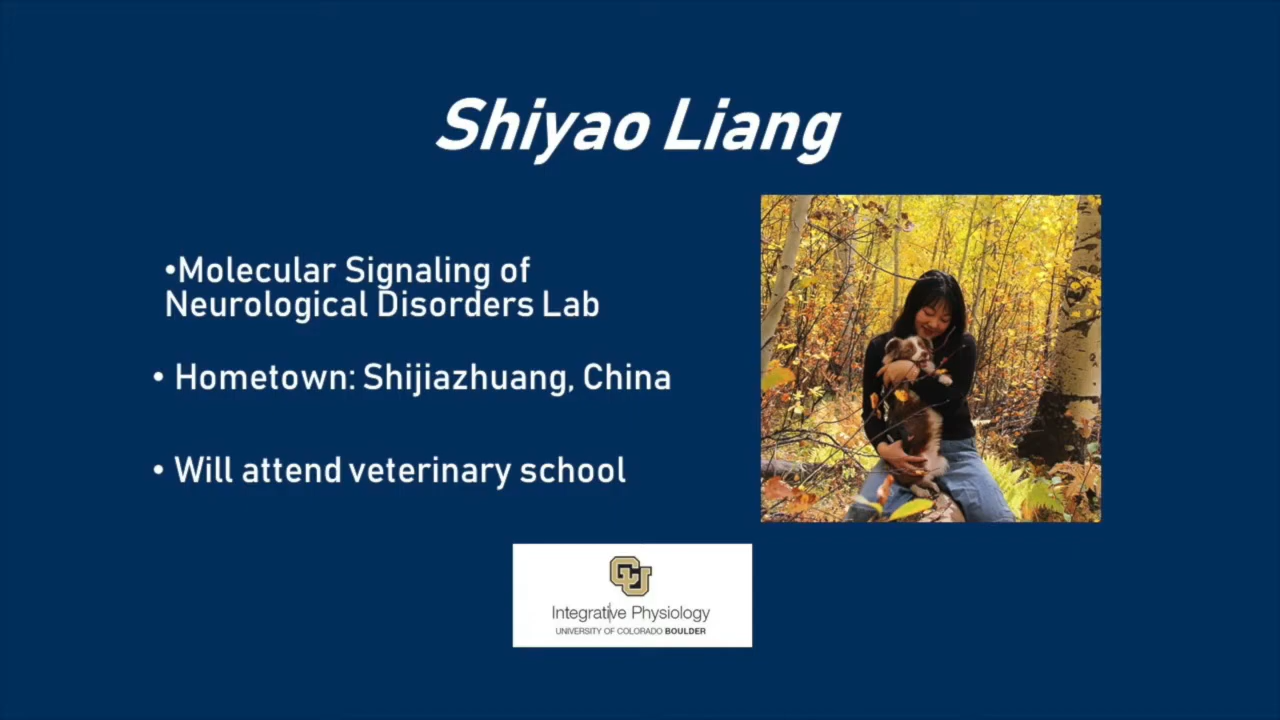 Shiyao Liang
•Molecular Signaling of
Neurological Disorders Lab
• Hometown: Shijiazhuang, China
• Will attend veterinary school
CU
Integrative Physiology
UNIVERSITY OF COLORADO BOULDER